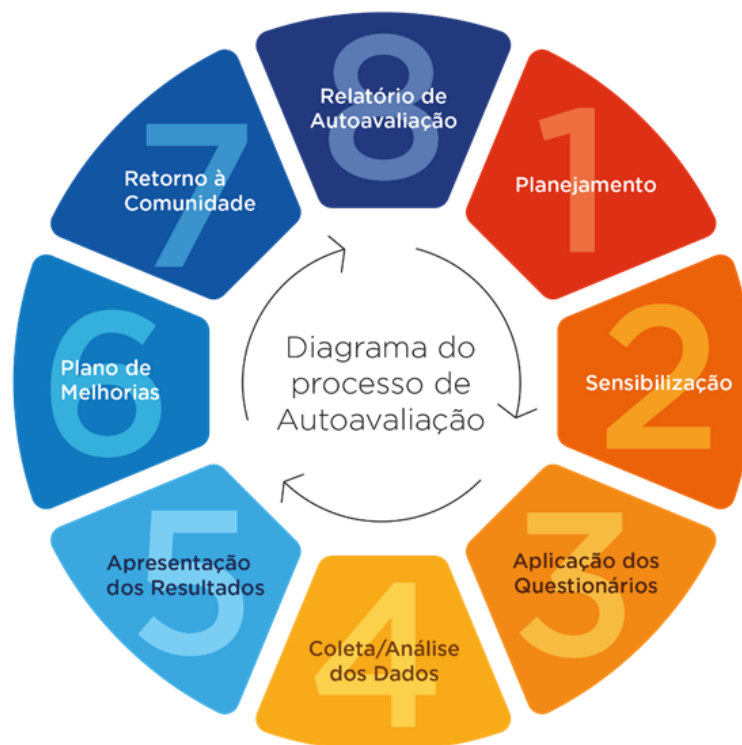 8
Relatório de
Autoavaliação
1
Planejamento
2
Sensibilização
3
Aplicação dos
Questionários
4
Coleta/Análise
dos Dados
5
Apresentação
dos Resultados
6
Plano de
Melhorias
7
Retorno à
Comunidade
Diagrama do
processo de
Autoavaliação